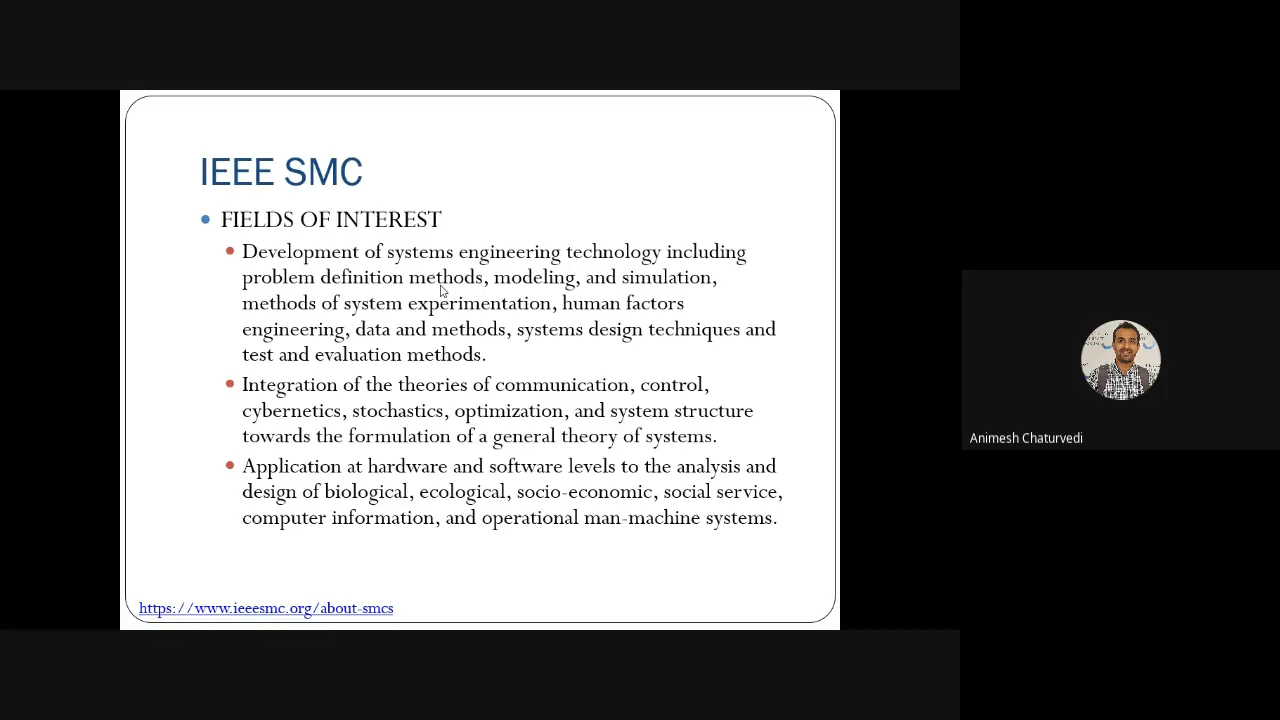 IEEE SMC
FIELDS OF INTEREST
Development of systems engineering technology including
problem definition methods, modeling, and simulation,
methods of system experimentation, human factors
engineering, data and methods, systems design techniques and
test and evaluation methods.
Integration of the theories of communication, control,
cybernetics, stochastics, optimization, and system structure
towards the formulation of a general theory of systems.
Application at hardware and software levels to the analysis and
design of biological, ecological, socio-economic, social service,
computer information, and operational man-machine systems.
https://www.ieeesmc.org/about-smcs
Animesh Chaturvedi